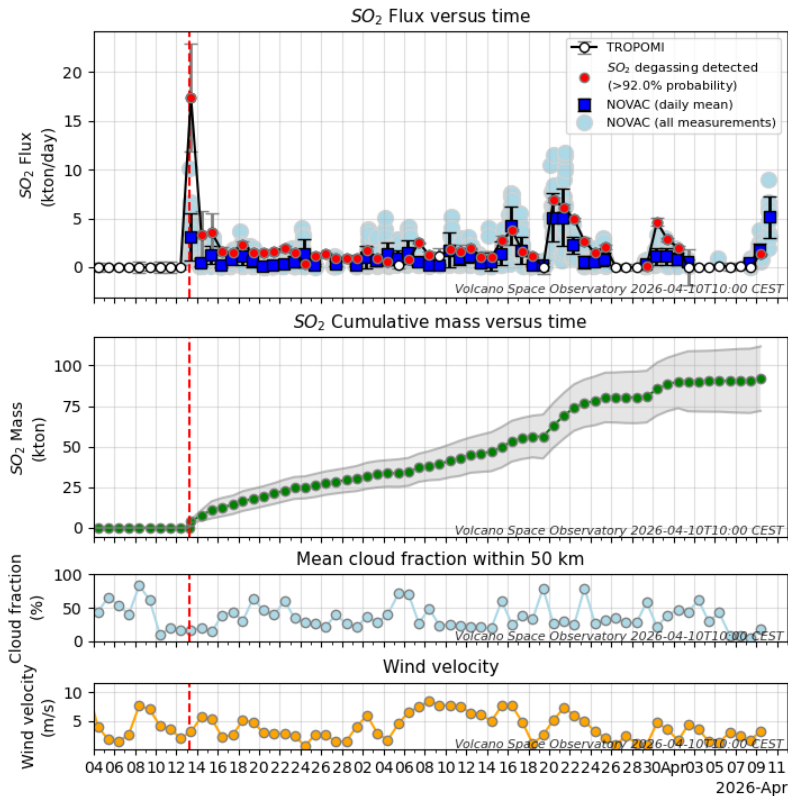 SO₂ Flux versus time
SO₂ Flux
(kton/day)
20
15
10
5
0
TROPOMI
SO₂ degassing detected
(>92.0% probability)
NOVAC (daily mean)
NOVAC (all measurements)
Volcano Space Observatory 2026-04-10T10:00 CEST
SO₂ Cumulative mass versus time
SO₂ Mass
(kton)
100
75
50
25
0
Volcano Space Observatory 2026-04-10T10:00 CEST
Mean cloud fraction within 50 km
Cloud fraction
(%)
100
50
0
Volcano Space Observatory 2026-04-10T10:00 CEST
Wind velocity
Wind velocity
(m/s)
10
5
Volcano Space Observatory 2026-04-10T10:00 CEST
04 06 08 10 12 14 16 18 20 22 24 26 28 02 04 06 08 10 12 14 16 18 20 22 24 26 28 30 Apr 03 05 07 09 11
2026-Apr